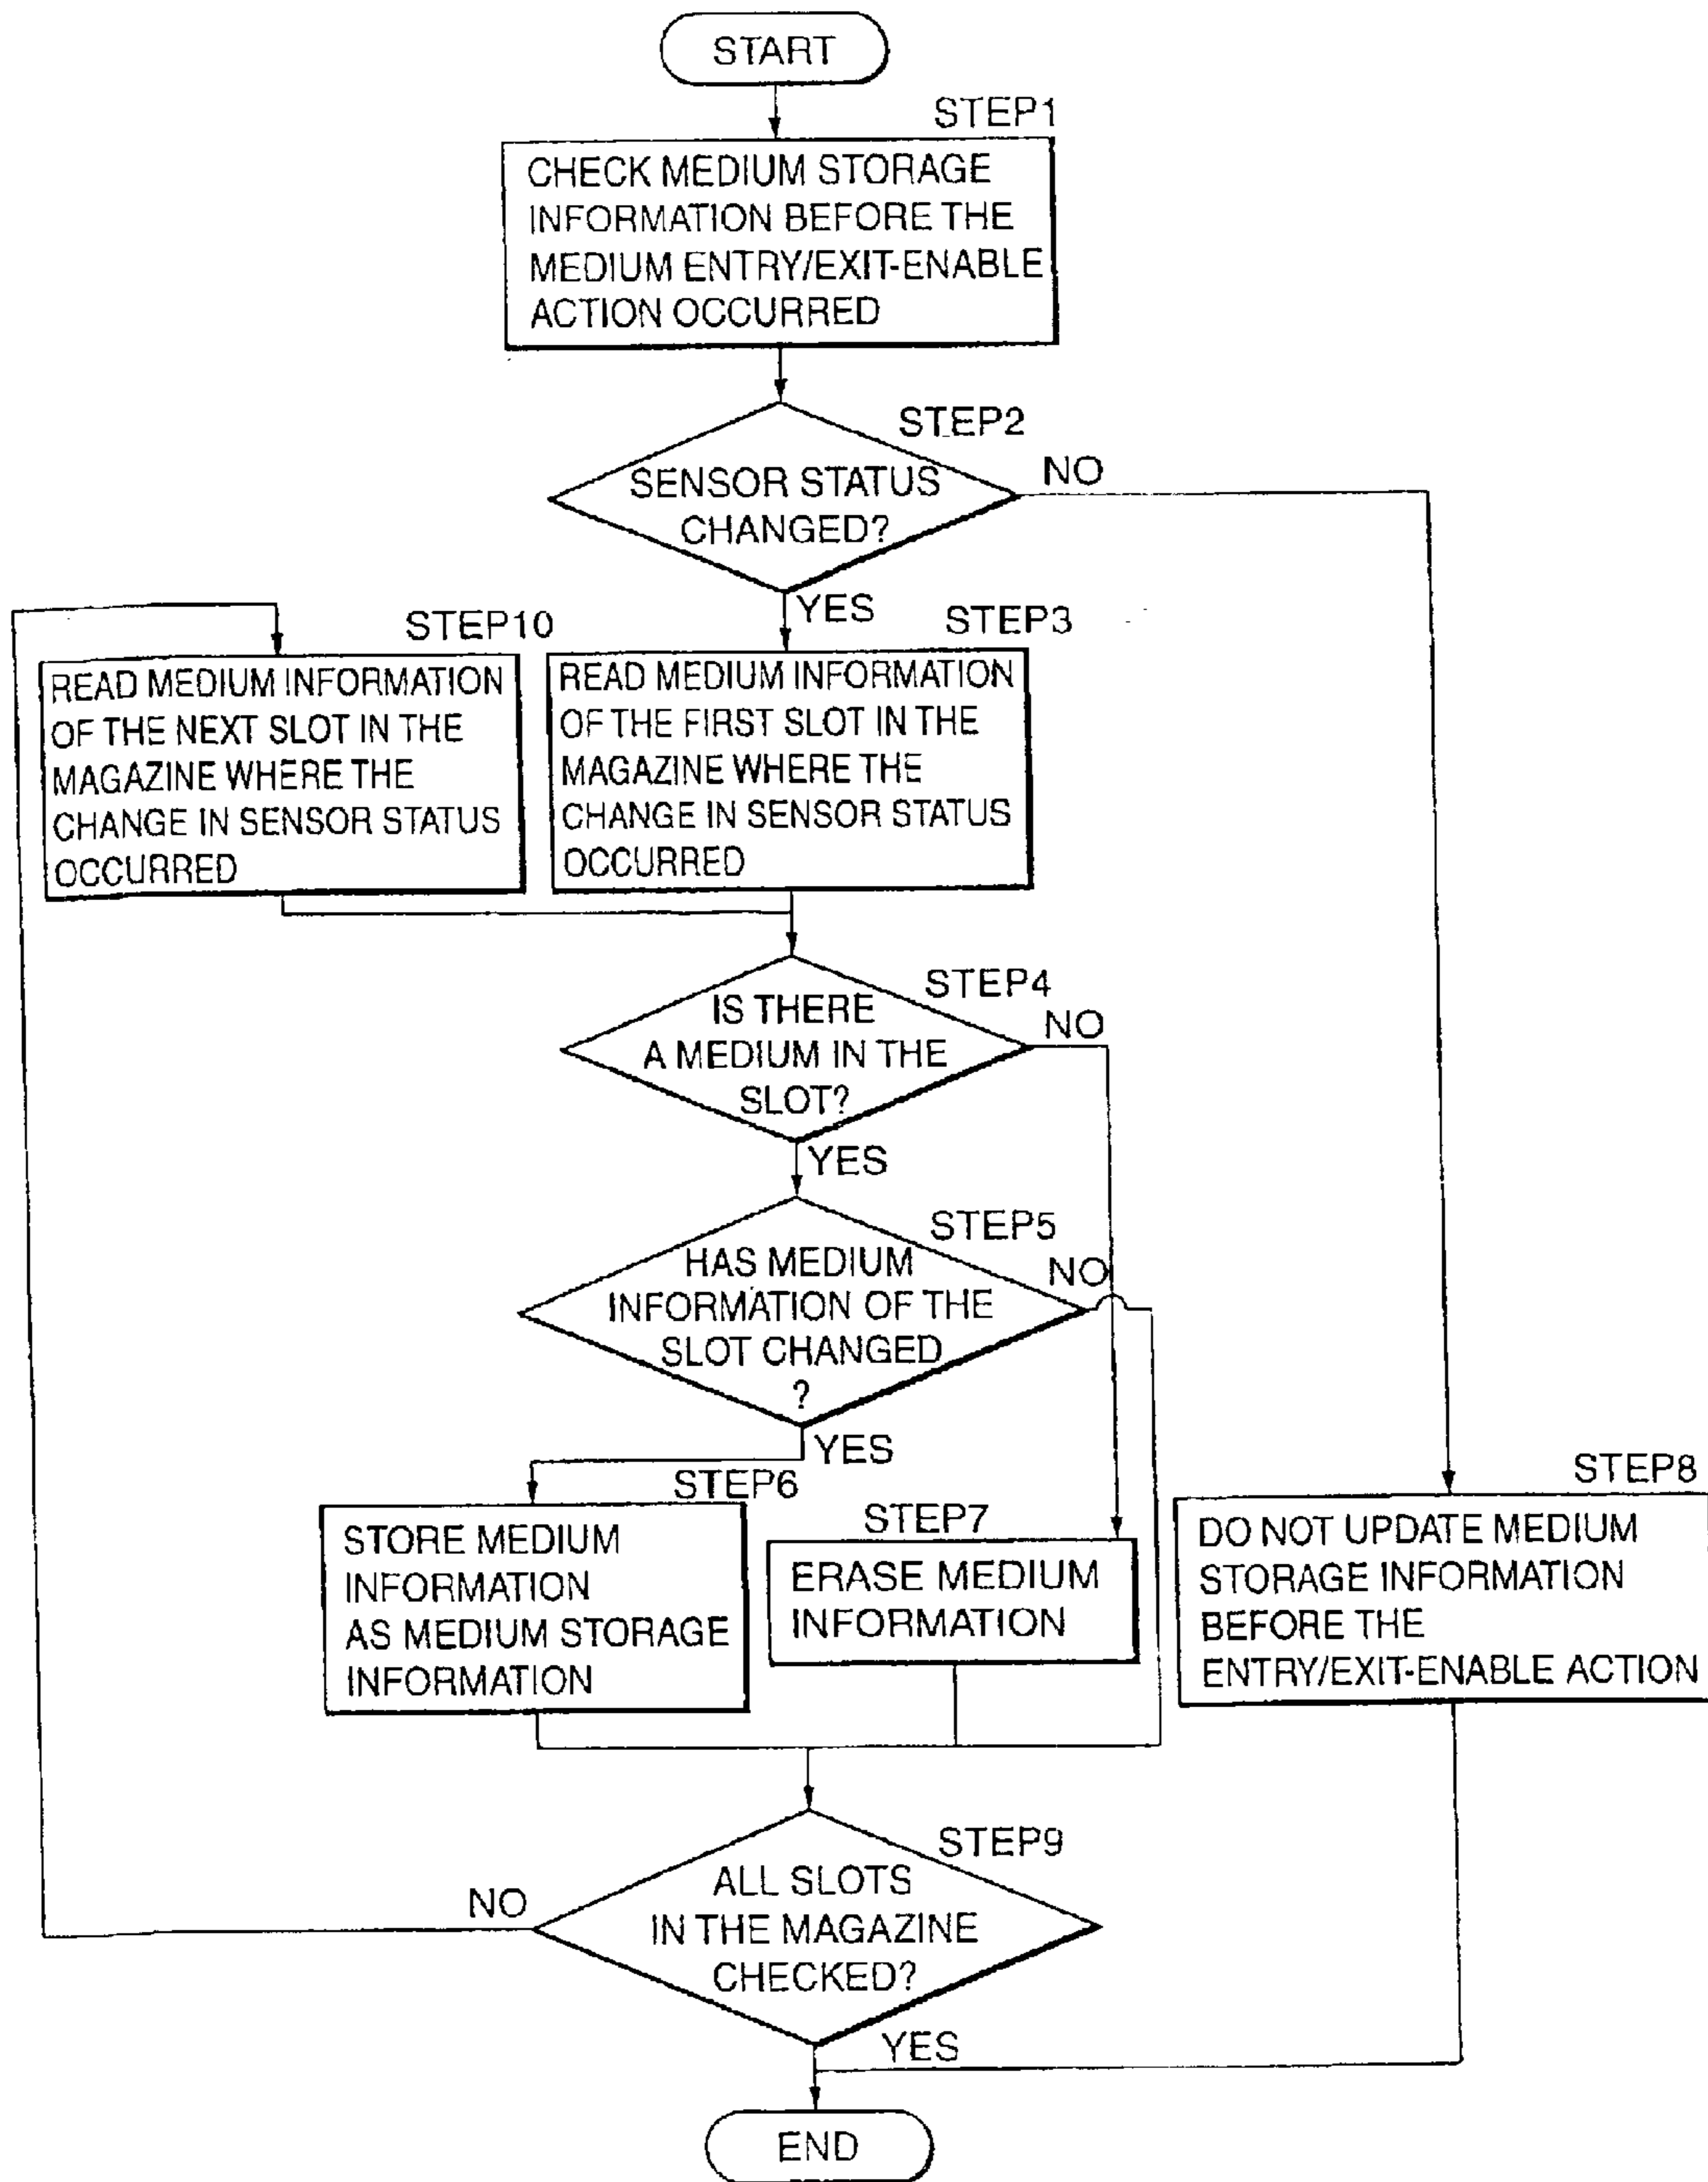 START
STEP1
CHECK MEDIUM STORAGE
INFORMATION BEFORE THE
MEDIUM ENTRY/EXIT-ENABLE
ACTION OCCURRED
STEP2
SENSOR STATUS
CHANGED?
NO
YES
STEP10
READ MEDIUM INFORMATION
OF THE NEXT SLOT IN THE
MAGAZINE WHERE THE
CHANGE IN SENSOR STATUS
OCCURRED
STEP3
READ MEDIUM INFORMATION
OF THE FIRST SLOT IN THE
MAGAZINE WHERE THE
CHANGE IN SENSOR STATUS
OCCURRED
STEP4
IS THERE
A MEDIUM IN THE
SLOT?
NO
YES
STEP5
HAS MEDIUM
INFORMATION OF THE
SLOT CHANGED
?
NO
YES
STEP6
STORE MEDIUM
INFORMATION
AS MEDIUM STORAGE
INFORMATION
STEP7
ERASE MEDIUM
INFORMATION
STEP8
DO NOT UPDATE MEDIUM
STORAGE INFORMATION
BEFORE THE
ENTRY/EXIT-ENABLE ACTION
STEP9
ALL SLOTS
IN THE MAGAZINE
CHECKED?
NO
YES
END